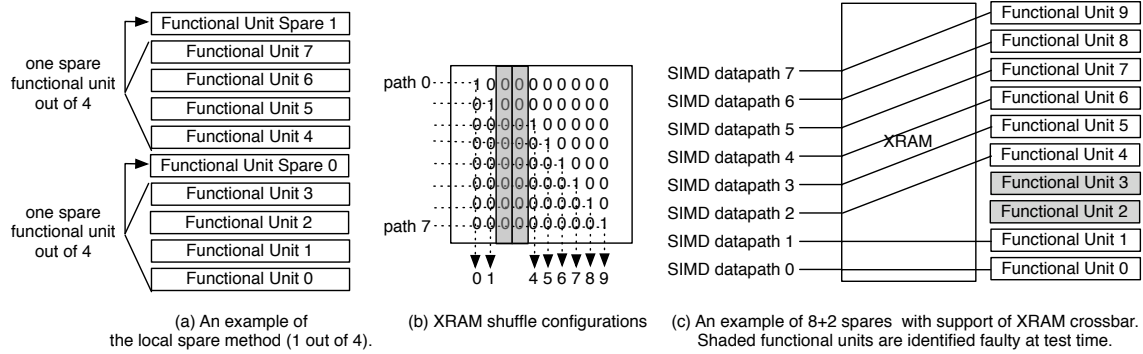 Functional Unit Spare 1
Functional Unit 7
Functional Unit 6
Functional Unit 5
Functional Unit 4
one spare
functional unit
out of 4
Functional Unit Spare 0
Functional Unit 3
Functional Unit 2
Functional Unit 1
Functional Unit 0
one spare
functional unit
out of 4
(a) An example of
the local spare method (1 out of 4).
path 0
1 0 0 0 0 0 0 0 0 0
0 1 0 0 0 0 0 0 0 0
0 0 0 0 1 0 0 0 0 0
0 0 0 0 0 1 0 0 0 0
0 0 0 0 0 0 1 0 0 0
0 0 0 0 0 0 0 1 0 0
0 0 0 0 0 0 0 0 1 0
path 7
0 0 0 0 0 0 0 0 0 1
0 1 4 5 6 7 8 9
(b) XRAM shuffle configurations
SIMD datapath 7
SIMD datapath 6
SIMD datapath 5
SIMD datapath 4
SIMD datapath 3
SIMD datapath 2
SIMD datapath 1
SIMD datapath 0
XRAM
Functional Unit 9
Functional Unit 8
Functional Unit 7
Functional Unit 6
Functional Unit 5
Functional Unit 4
Functional Unit 3
Functional Unit 2
Functional Unit 1
Functional Unit 0
(c) An example of 8+2 spares with support of XRAM crossbar.
Shaded functional units are identified faulty at test time.